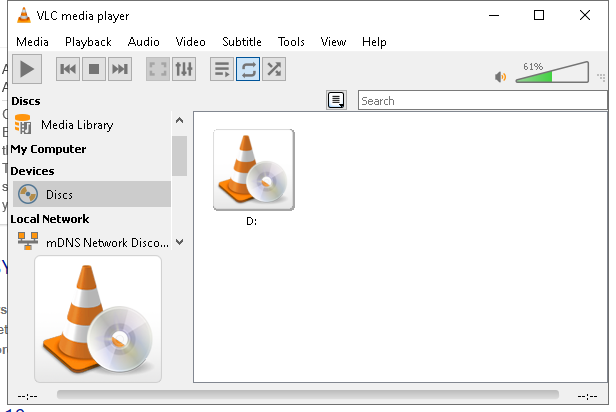 VLC media player
Media Playback Audio Video Subtitle Tools View Help
61%
Discs
Search
Media Library
My Computer
Devices
Discs
Local Network
mDNS Network Disco...
D:
--:-- --:--